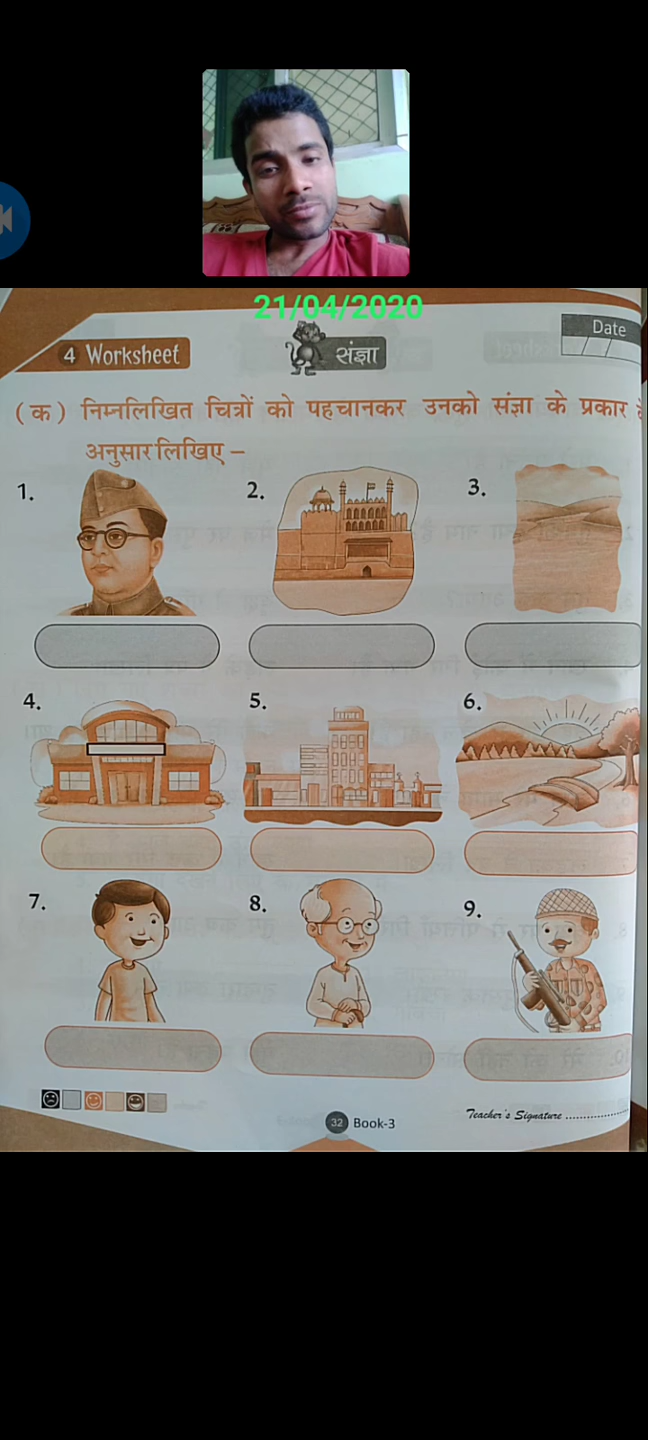 21/04/2020
Date
4 Worksheet
संज्ञा
(क) निम्नलिखित चित्रों को पहचानकर उनको संज्ञा के प्रकार के
अनुसार लिखिए –
1.
2.
3.
4.
5.
6.
7.
8.
9.
32 Book-3
Teacher's Signature ..................